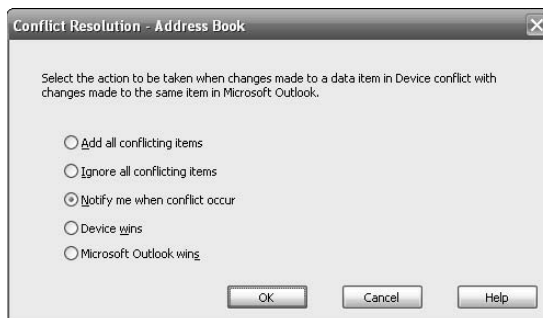 Conflict Resolution - Address Book
Select the action to be taken when changes made to a data item in Device conflict with
changes made to the same item in Microsoft Outlook.
Add all conflicting items
Ignore all conflicting items
Notify me when conflict occur
Device wins
Microsoft Outlook wins
OK Cancel Help